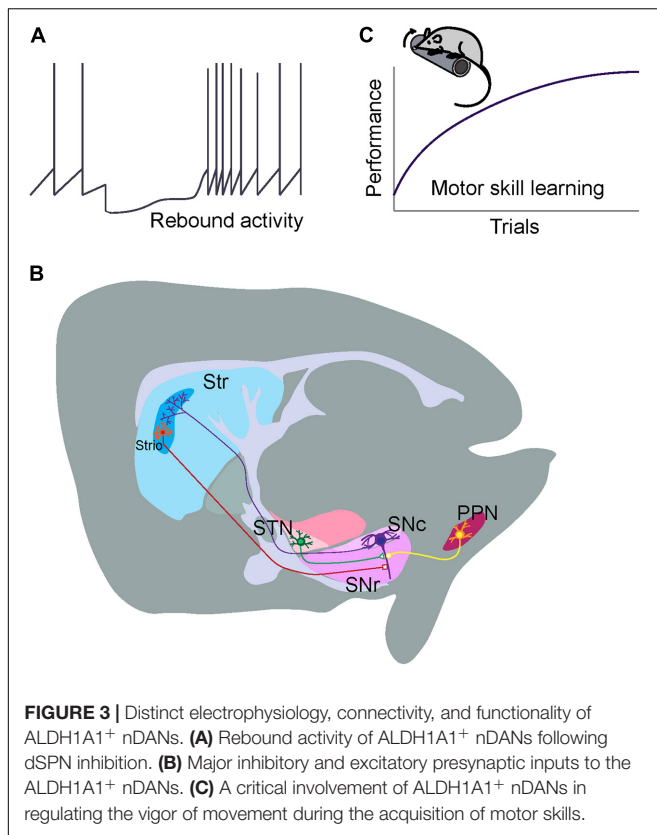 A
Rebound activity
C
Performance
Motor skill learning
Trials
B
Str
Strio
STN
SNc
SNr
PPN
FIGURE 3 | Distinct electrophysiology, connectivity, and functionality of
ALDH1A1+ nDANs. (A) Rebound activity of ALDH1A1+ nDANs following
dSPN inhibition. (B) Major inhibitory and excitatory presynaptic inputs to the
ALDH1A1+ nDANs. (C) A critical involvement of ALDH1A1+ nDANs in
regulating the vigor of movement during the acquisition of motor skills.